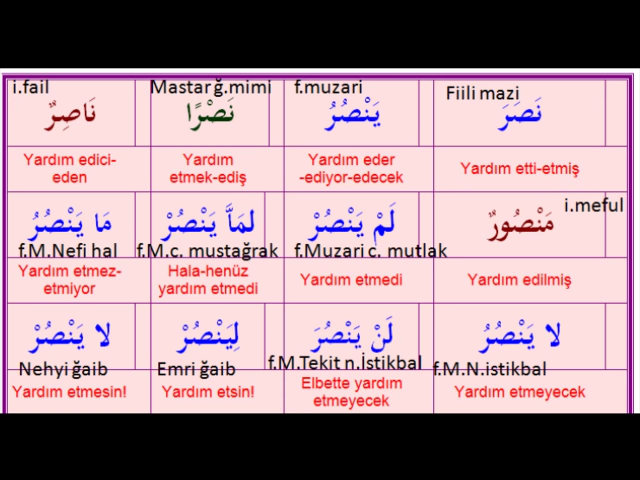 i.fail Mastar ğ.mimi f.muzari Fiili mazi
نَاصِرٌ نَصْرًا يَنْصُرُ نَصَرَ
Yardım edici- Yardım Yardım eder Yardım etti-etmiş
eden etmek-ediş -ediyor-edecek
i.meful
مَا يَنْصُرُ لَمَّا يَنْصُرْ لَمْ يَنْصُرْ مَنْصُورٌ
f.M.Nefi hal f.M.c. mustağrak f.Muzari c. mutlak
Yardım etmez- Hala-henüz Yardım etmedi Yardım edilmiş
etmiyor yardım etmedi
لا يَنْصُرْ لِيَنْصُرْ لَنْ يَنْصُرَ لا يَنْصُرُ
Nehyi ğaib Emri ğaib f.M.Tekit n.İstikbal f.M.N.istikbal
Yardım etmesin! Yardım etsin! Elbette yardım Yardım etmeyecek
etmeyecek